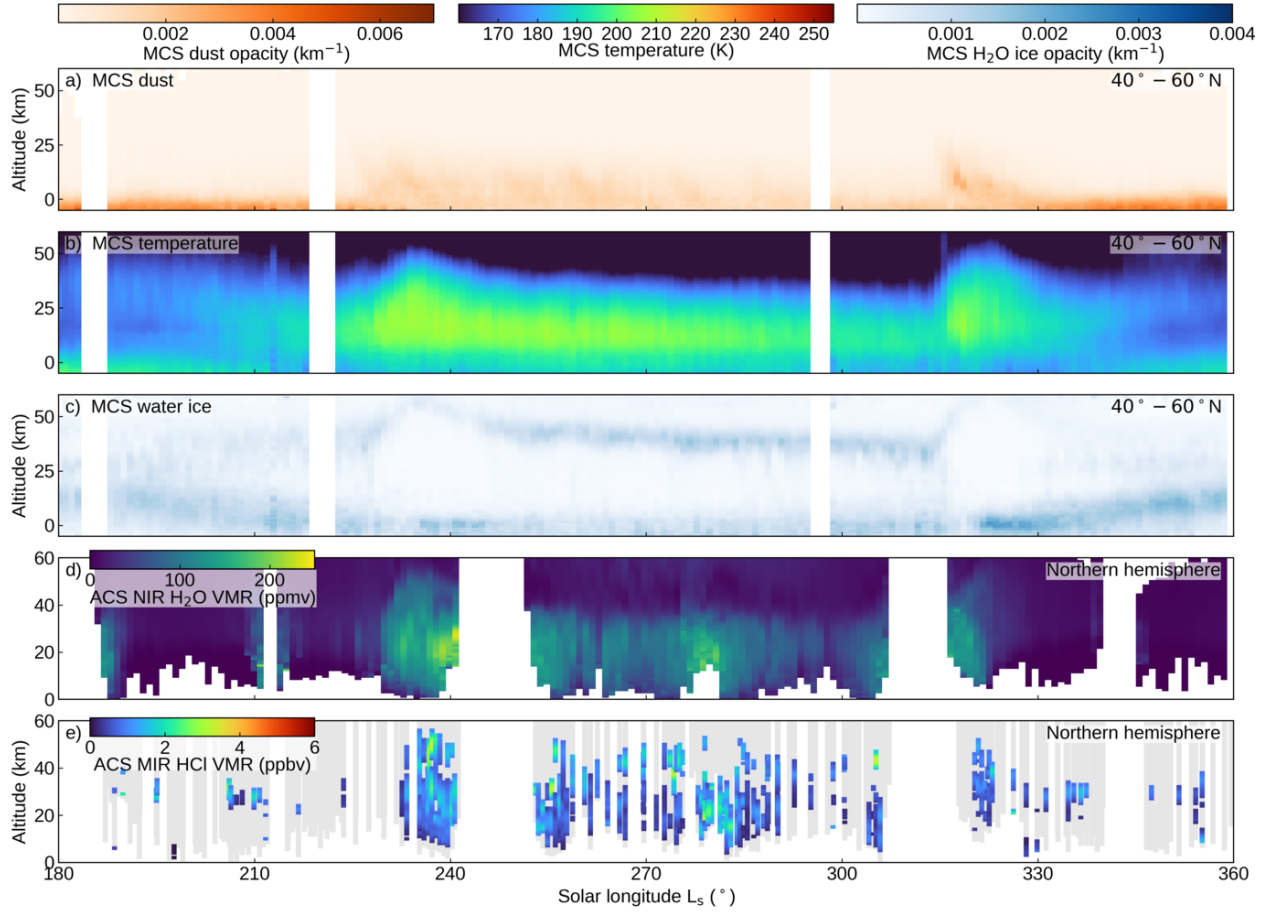 0.002 0.004 0.006
MCS dust opacity (km⁻¹)
170 180 190 200 210 220 230 240 250
MCS temperature (K)
0.001 0.002 0.003 0.004
MCS H₂O ice opacity (km⁻¹)
a) MCS dust
40° − 60°N
Altitude (km)
50
25
0
b) MCS temperature
40° − 60°N
Altitude (km)
50
25
0
c) MCS water ice
40° − 60°N
Altitude (km)
50
25
0
d)
0 100 200
ACS NIR H₂O VMR (ppmv)
Northern hemisphere
Altitude (km)
60
40
20
0
e)
0 2 4 6
ACS MIR HCl VMR (ppbv)
Northern hemisphere
Altitude (km)
60
40
20
0
180 210 240 270 300 330 360
Solar longitude Lₛ (°)